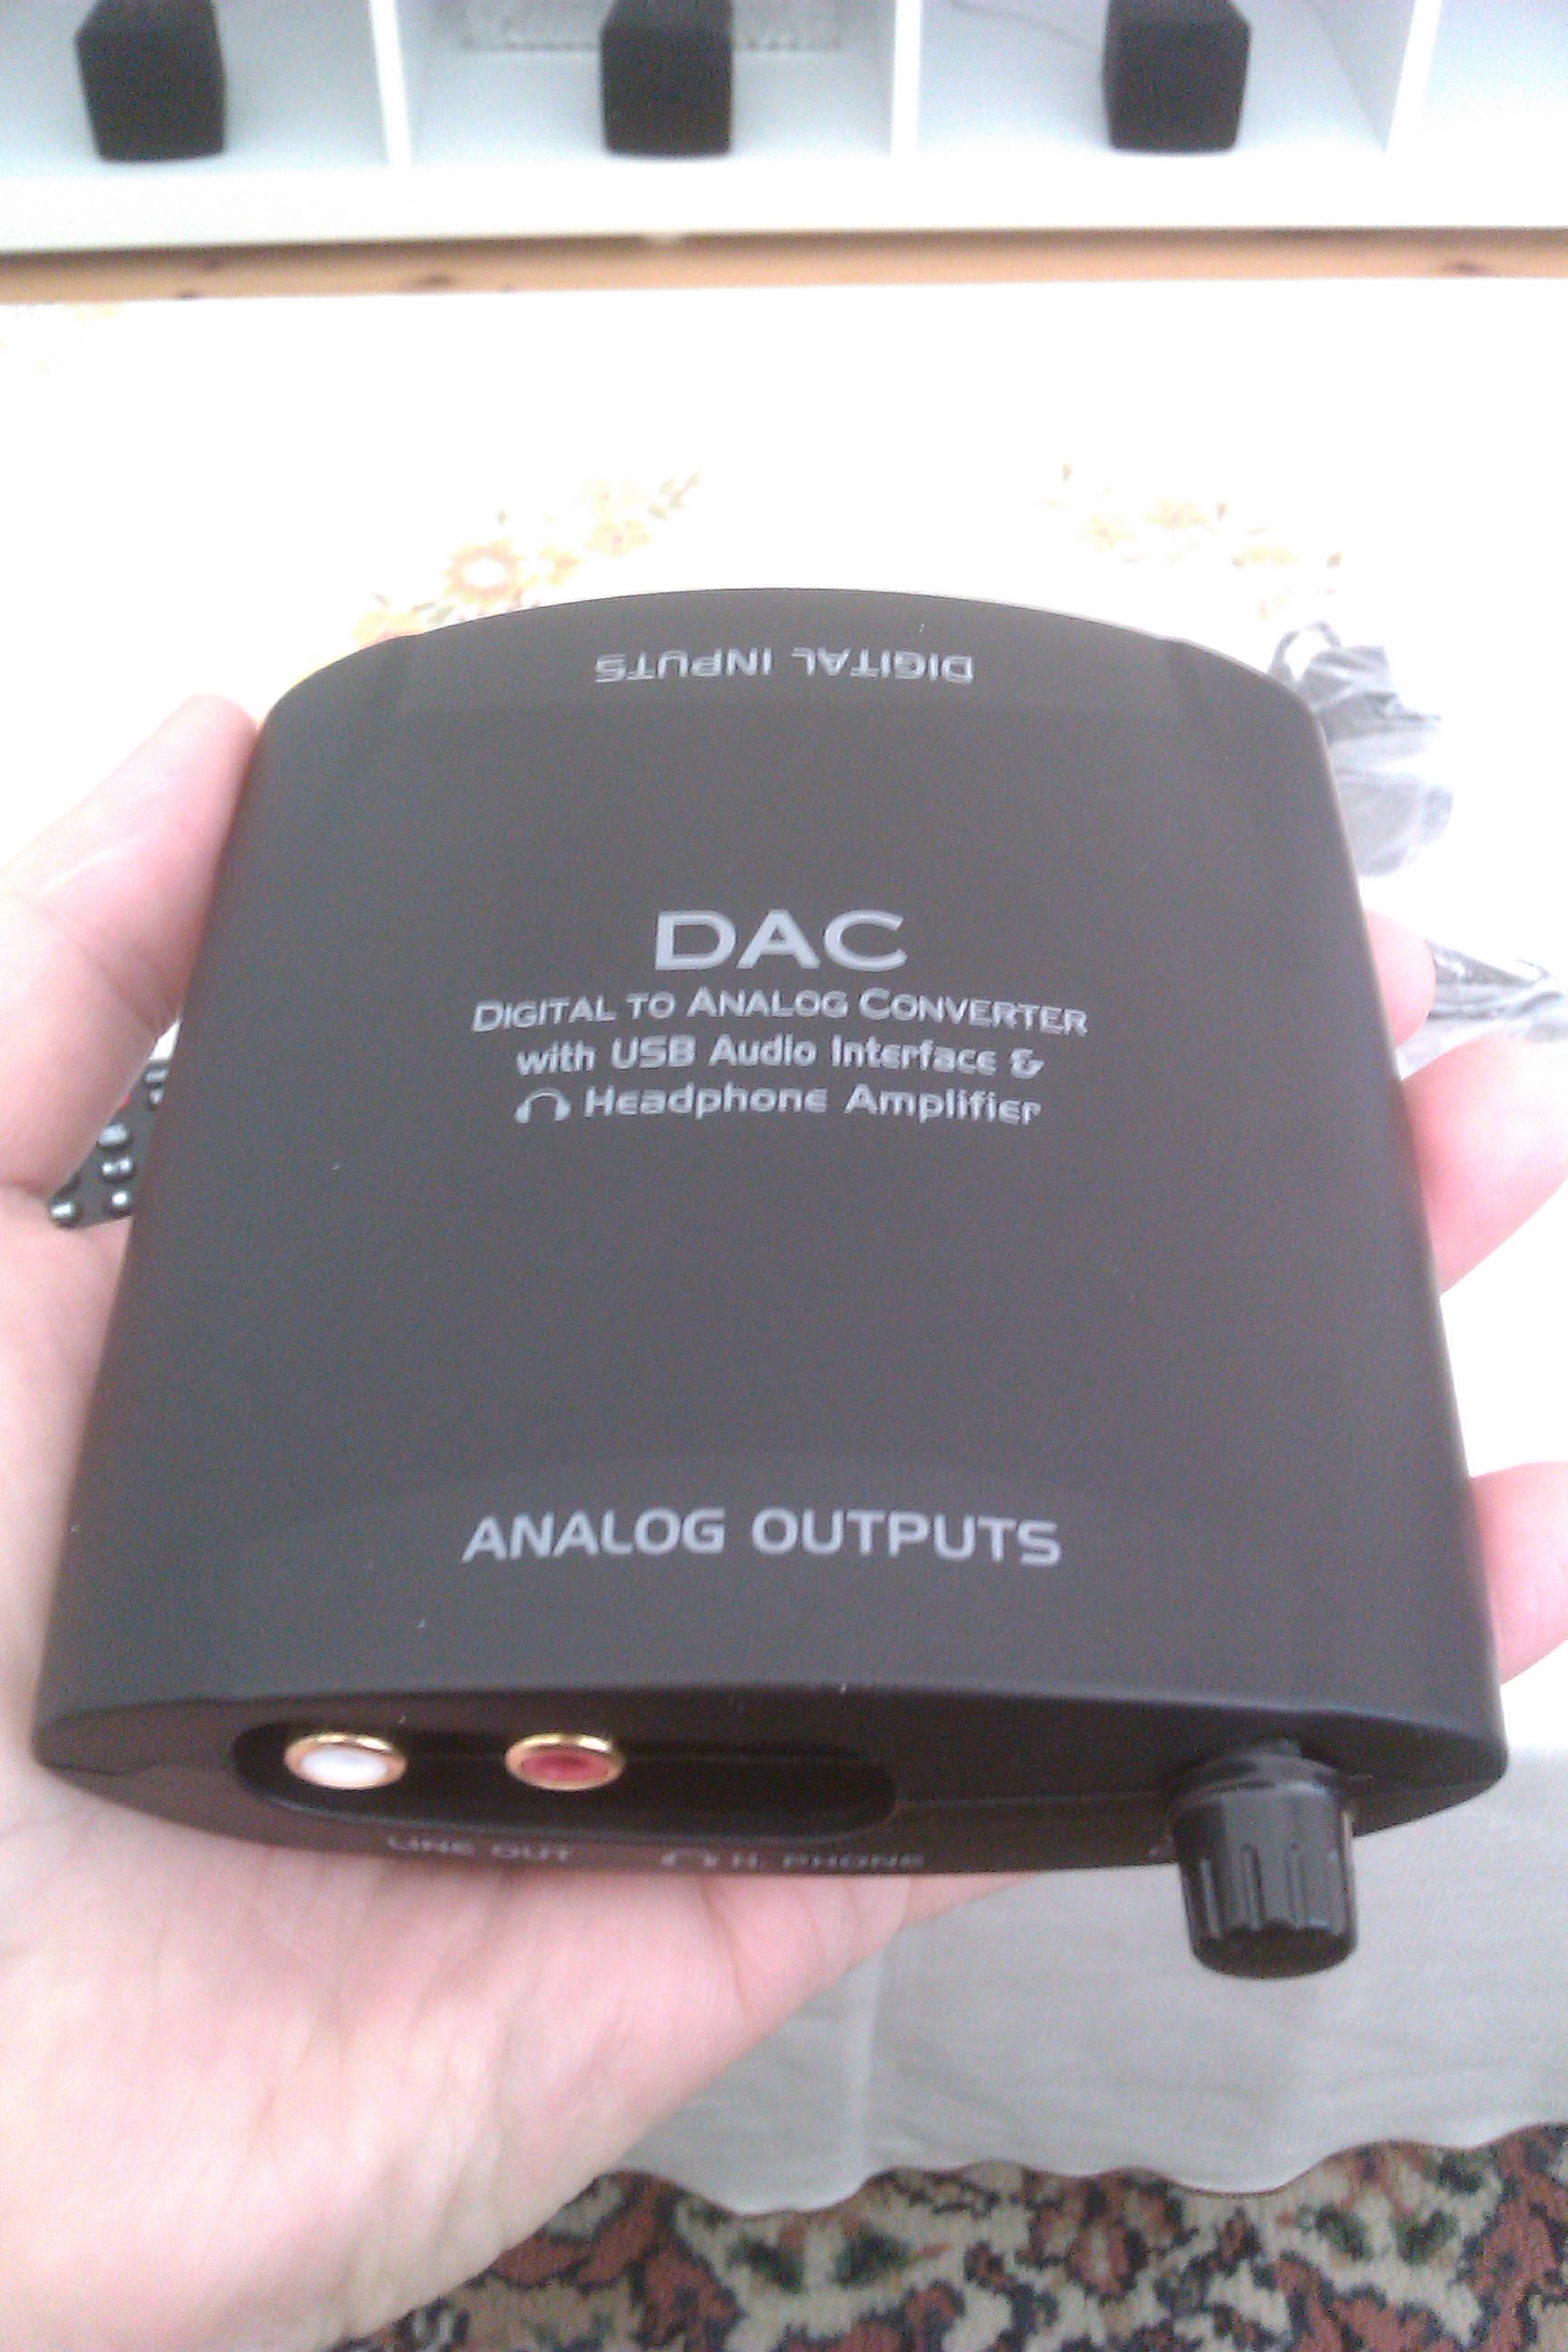 DIGITAL INPUTS
DAC
DIGITAL TO ANALOG CONVERTER
with USB Audio Interface &
Headphone Amplifier
ANALOG OUTPUTS
LINE OUT H. PHONE